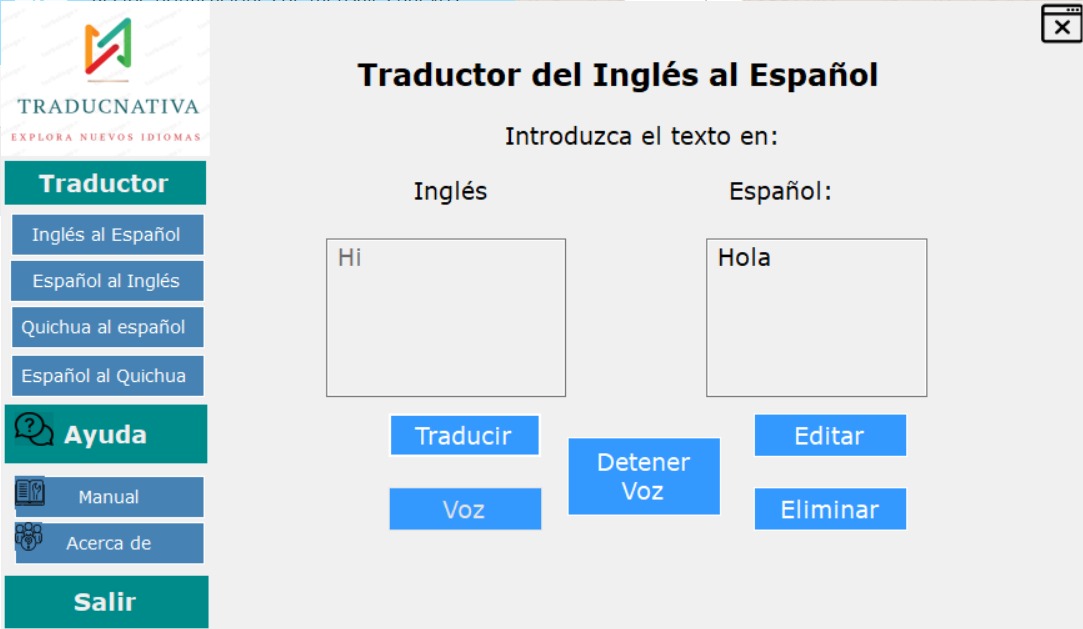 TRADUCNATIVA
EXPLORA NUEVOS IDIOMAS
Traductor
Inglés al Español
Español al Inglés
Quichua al español
Español al Quichua
Ayuda
Manual
Acerca de
Salir
Traductor del Inglés al Español
Introduzca el texto en:
Inglés
Español:
Hi
Hola
Traducir
Voz
Detener
Voz
Editar
Eliminar